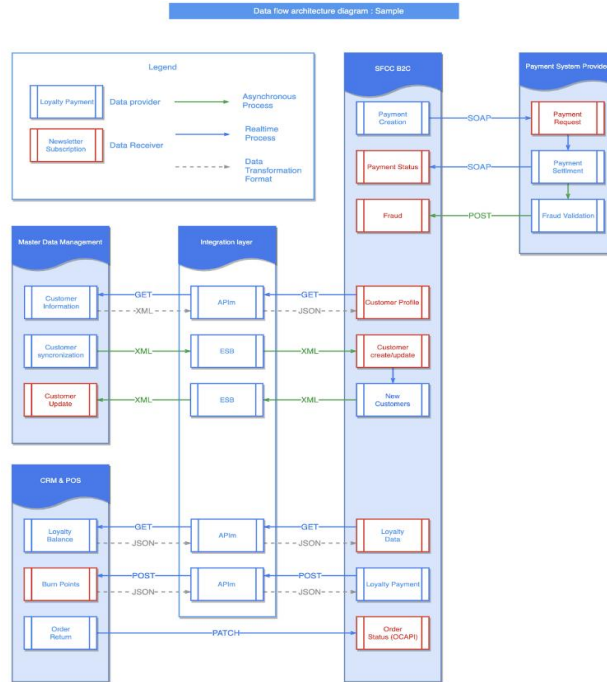 Data flow architecture diagram : Sample
Legend
Loyalty Payment
Data provider
Asynchronous
Process
Newsletter
Subscription
Data Receiver
Realtime
Process
Data
Transformation
Format
SFCC B2C
Payment System Provider
Payment
Creation
SOAP
Payment
Request
Payment Status
SOAP
Payment
Settlment
Fraud
POST
Fraud Validation
Master Data Management
Integration layer
Customer
Information
GET
XML
APIm
GET
JSON
Customer Profile
Customer
syncronization
XML
ESB
XML
Customer
create/update
Customer
Update
XML
ESB
XML
New
Customers
CRM & POS
Loyalty
Balance
GET
JSON
APIm
GET
JSON
Loyalty
Data
Burn Points
POST
JSON
APIm
POST
JSON
Loyalty Payment
Order
Return
PATCH
Order
Status (OCAPI)